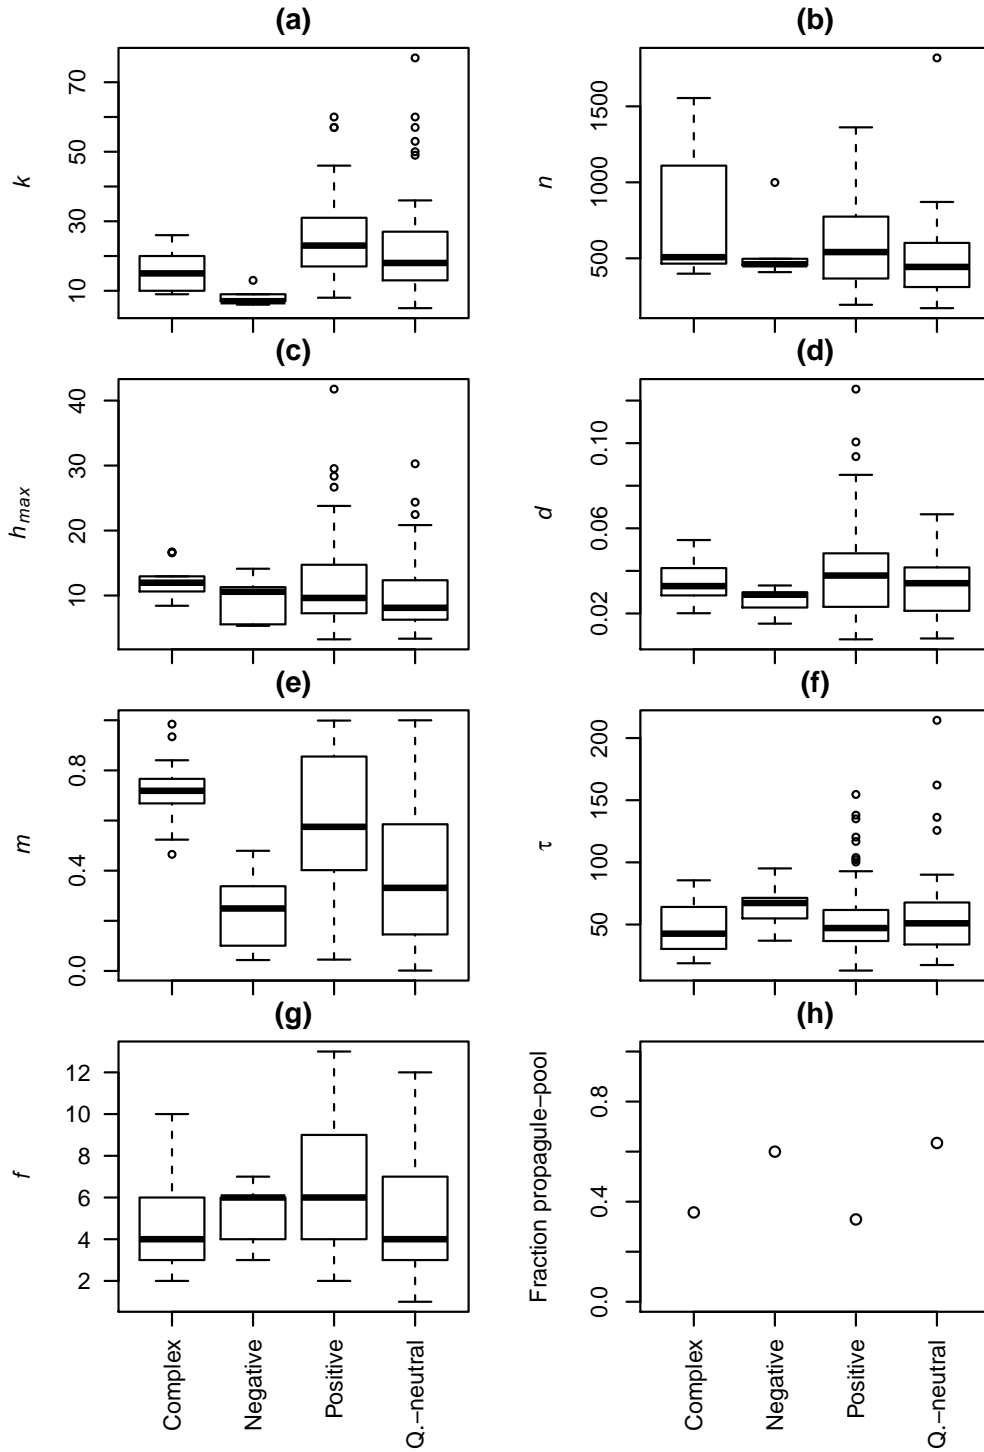 (a)
k
70
50
30
10
(b)
n
1500
1000
500
(c)
h_max
40
30
20
10
(d)
d
0.10
0.06
0.02
(e)
m
0.8
0.4
0.0
(f)
τ
200
150
100
50
(g)
f
12
10
8
6
4
2
(h)
Fraction propagule−pool
0.8
0.4
0.0
Complex
Negative
Positive
Q.−neutral
Complex
Negative
Positive
Q.−neutral